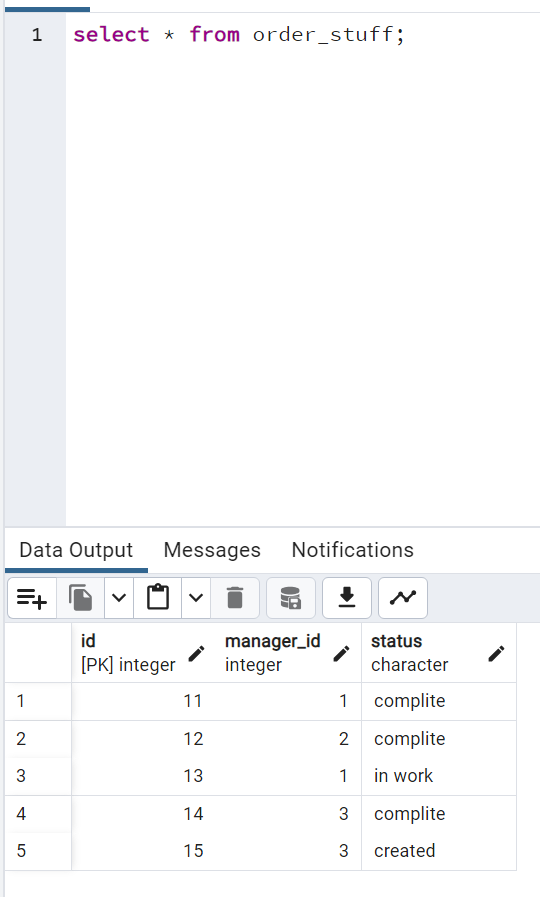 1 select * from order_stuff;
Data Output Messages Notifications
id manager_id status
[PK] integer integer character
1 11 1 complite
2 12 2 complite
3 13 1 in work
4 14 3 complite
5 15 3 created